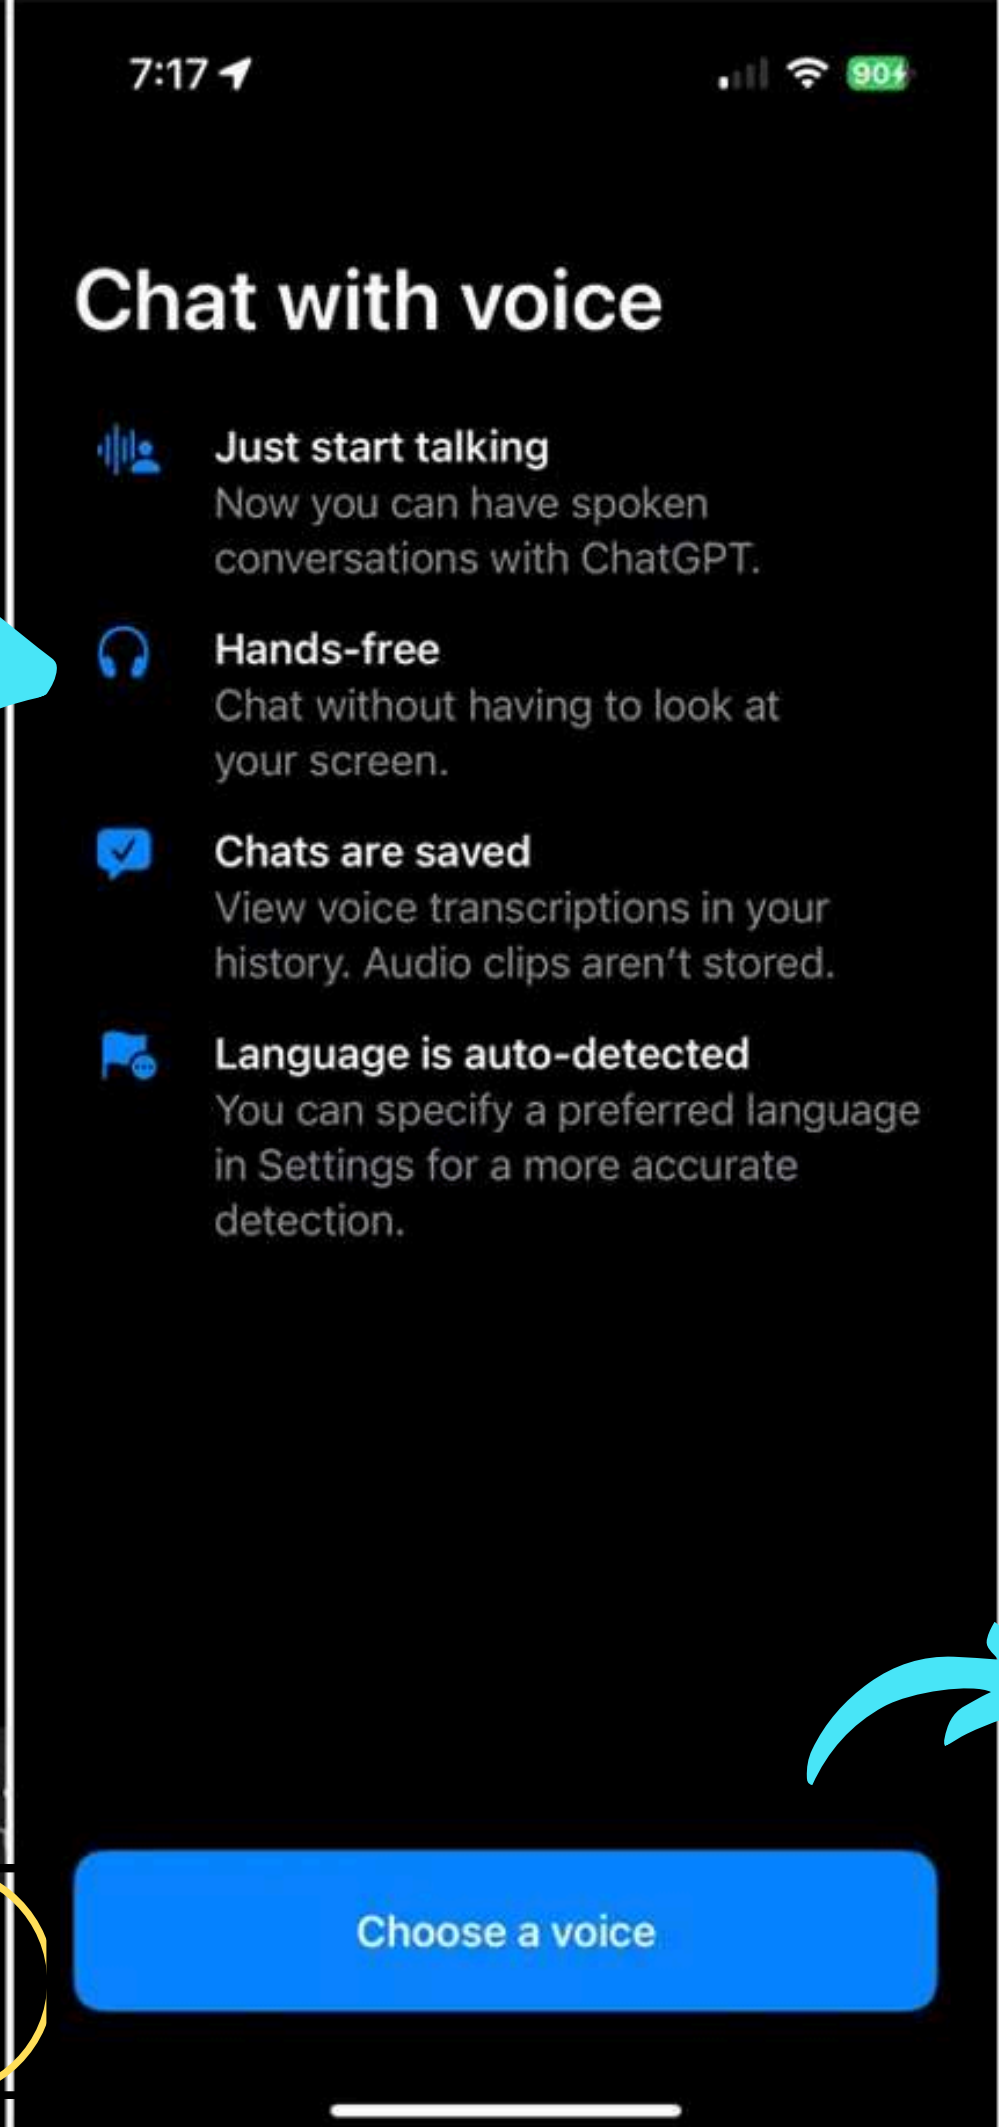 7:17
90
Chat with voice
Just start talking
Now you can have spoken
conversations with ChatGPT.
Hands-free
Chat without having to look at
your screen.
Chats are saved
View voice transcriptions in your
history. Audio clips aren’t stored.
Language is auto-detected
You can specify a preferred language
in Settings for a more accurate
detection.
Choose a voice